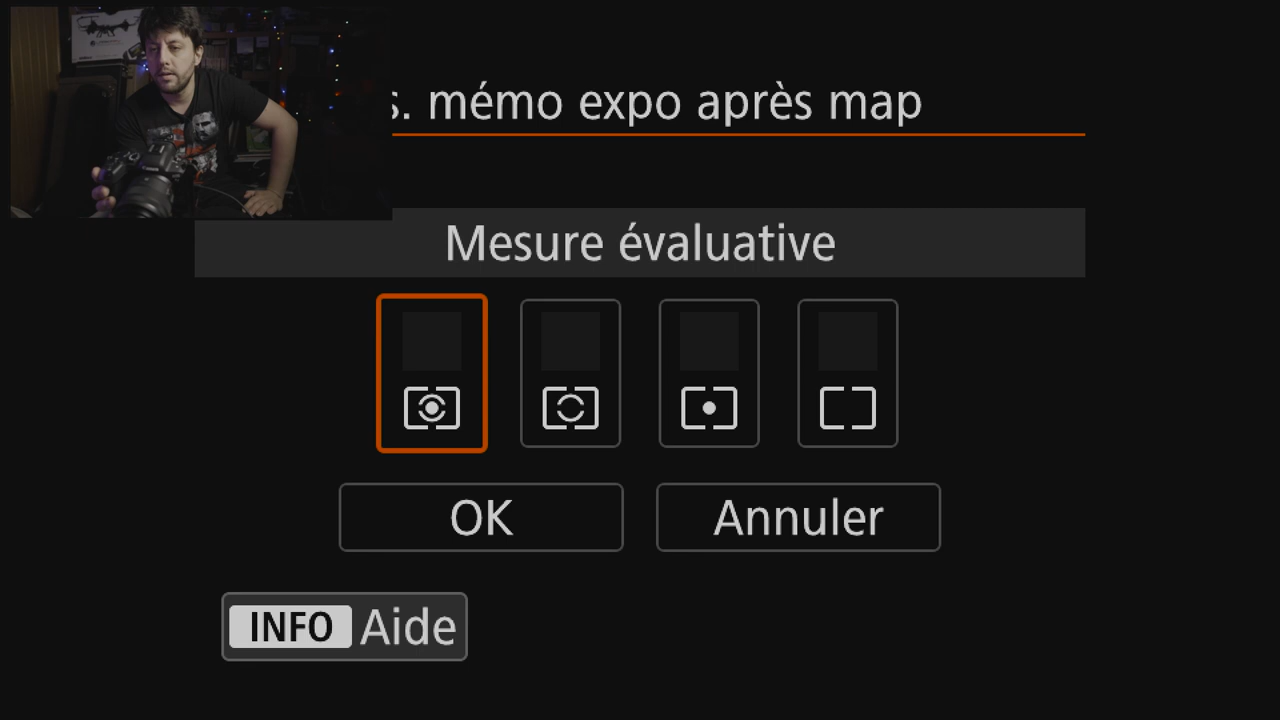 s. mémo expo après map
Mesure évaluative
OK Annuler
INFO Aide